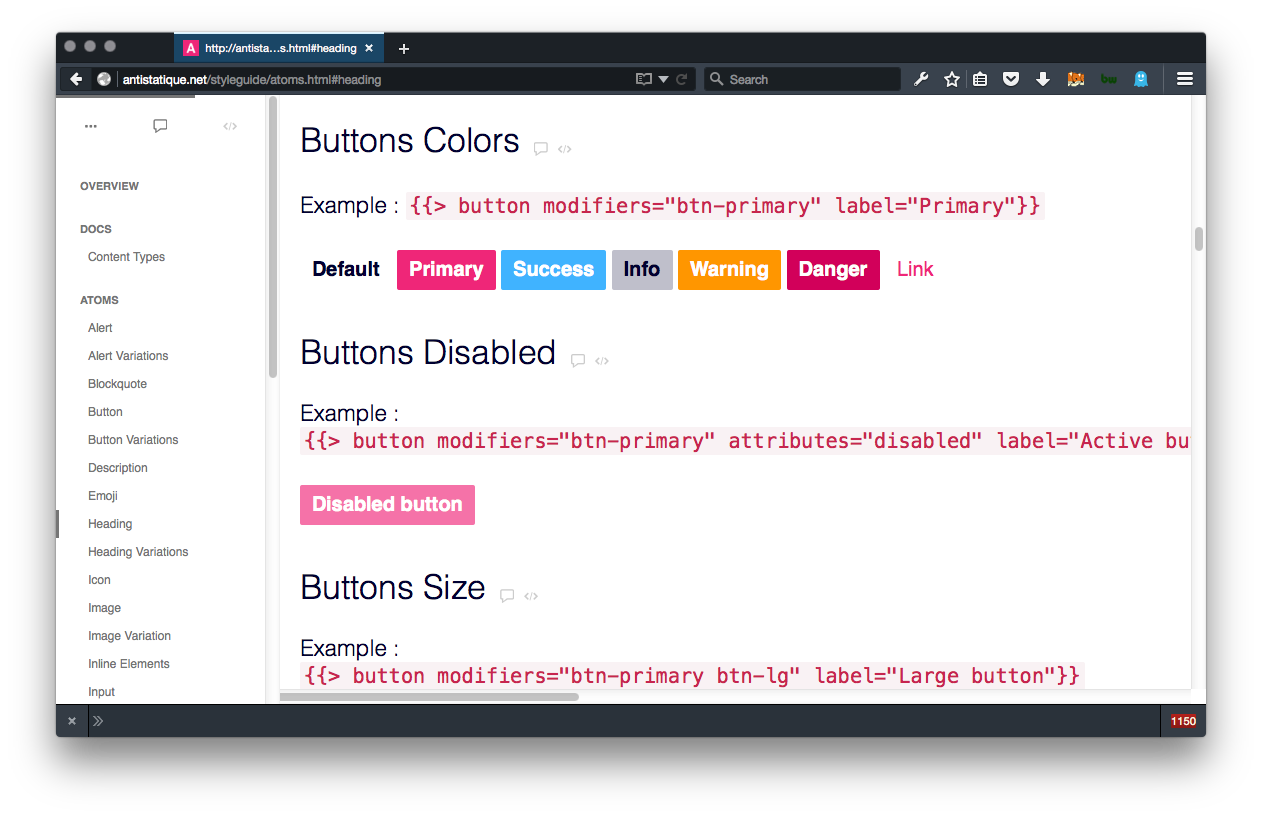 A http://antista...s.html#heading × +
antistatique.net/styleguide/atoms.html#heading
Search
bw
OVERVIEW
DOCS
Content Types
ATOMS
Alert
Alert Variations
Blockquote
Button
Button Variations
Description
Emoji
Heading
Heading Variations
Icon
Image
Image Variation
Inline Elements
Input
Buttons Colors </>
Example : {{> button modifiers="btn-primary" label="Primary"}}
Default Primary Success Info Warning Danger Link
Buttons Disabled </>
Example :
{{> button modifiers="btn-primary" attributes="disabled" label="Active bu
Disabled button
Buttons Size </>
Example :
{{> button modifiers="btn-primary btn-lg" label="Large button"}}
× »
1150